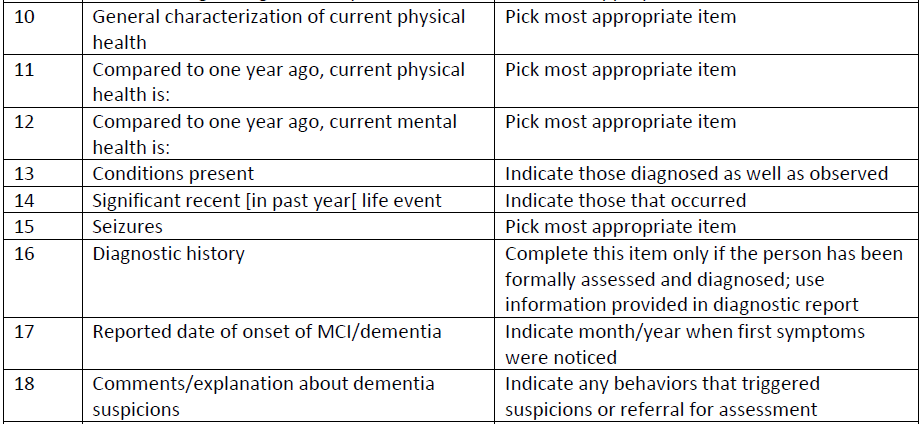 10 General characterization of current physical Pick most appropriate item
health
11 Compared to one year ago, current physical Pick most appropriate item
health is:
12 Compared to one year ago, current mental Pick most appropriate item
health is:
13 Conditions present Indicate those diagnosed as well as observed
14 Significant recent [in past year[ life event Indicate those that occurred
15 Seizures Pick most appropriate item
16 Diagnostic history Complete this item only if the person has been
formally assessed and diagnosed; use
information provided in diagnostic report
17 Reported date of onset of MCI/dementia Indicate month/year when first symptoms
were noticed
18 Comments/explanation about dementia Indicate any behaviors that triggered
suspicions suspicions or referral for assessment